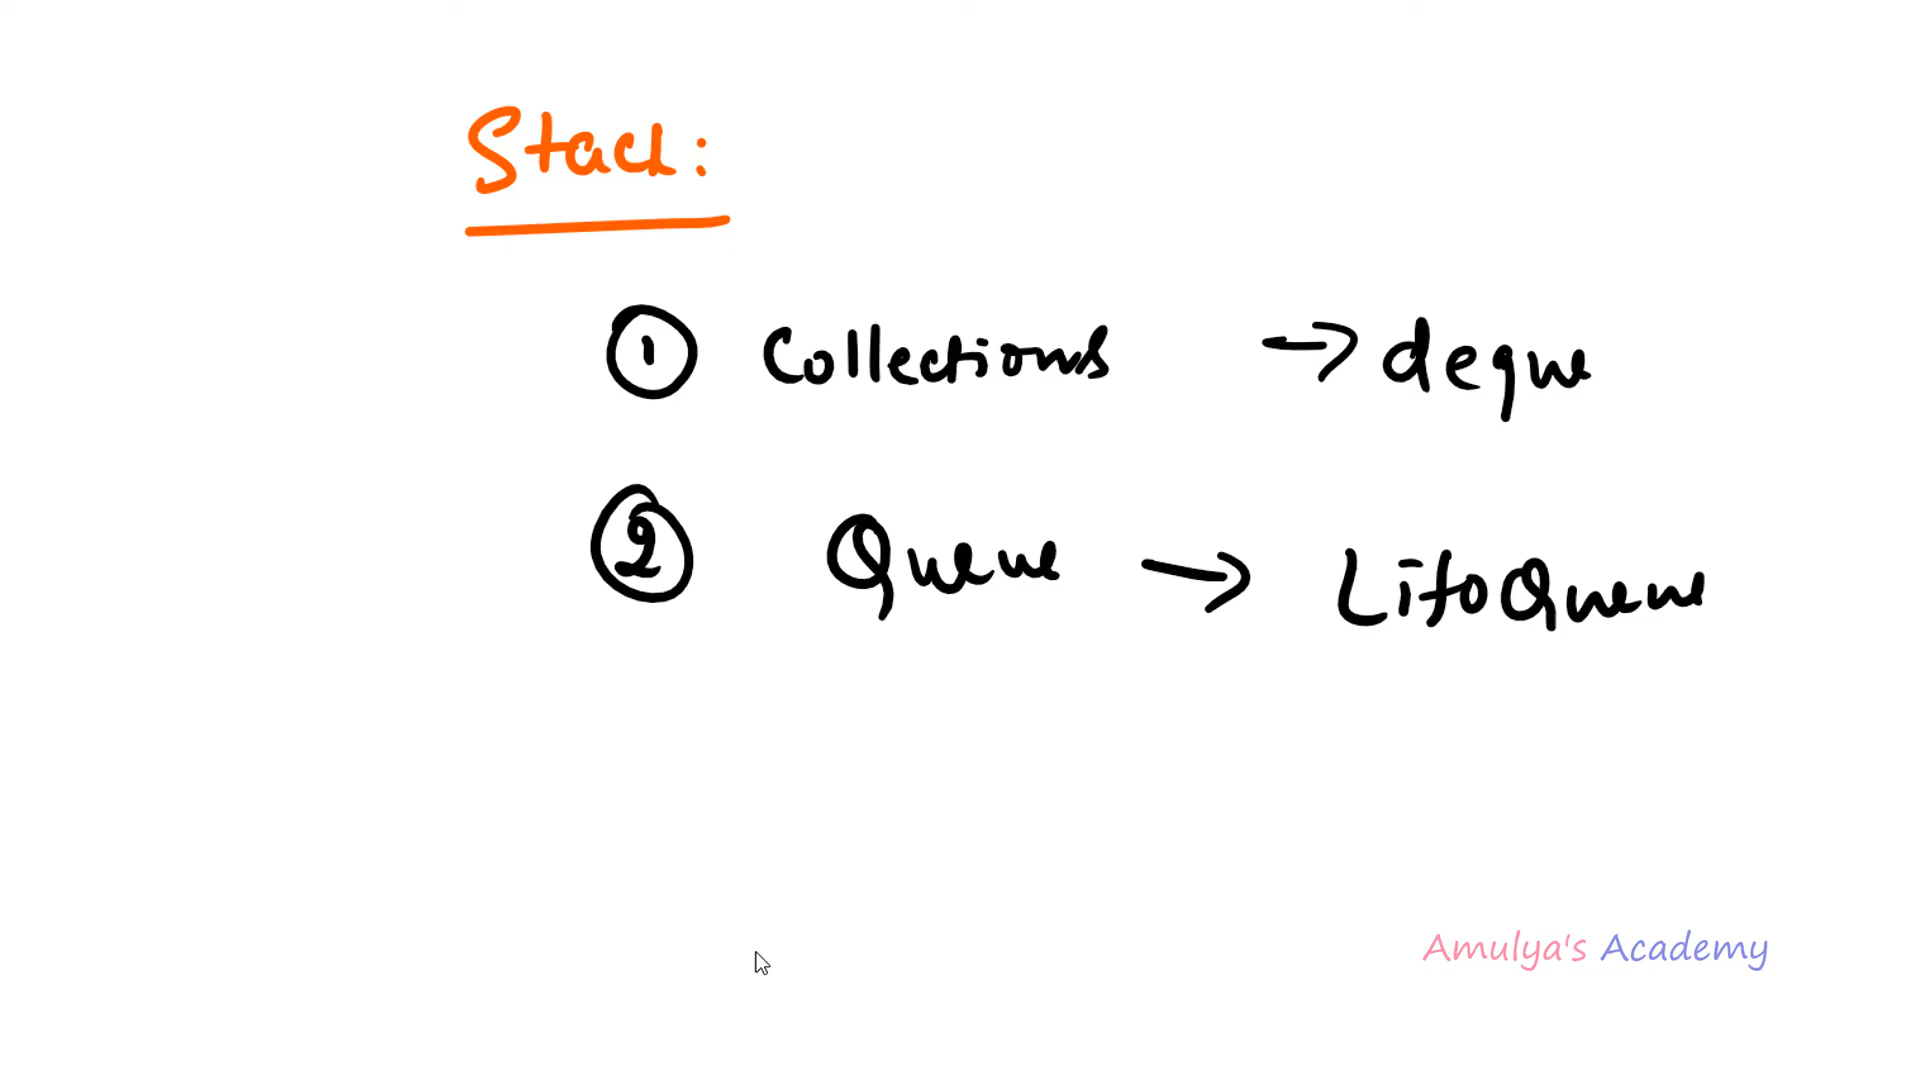 Stack:
① Collections → deque
② Queue → LifoQueue
Amulya's Academy